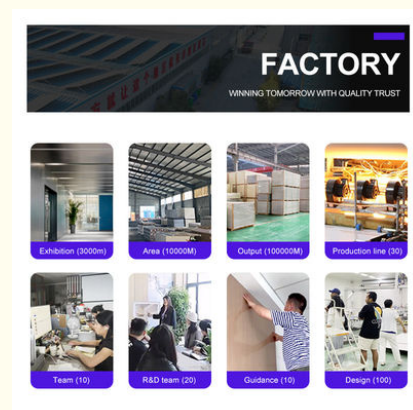 FACTORY
WINNING TOMORROW WITH QUALITY TRUST
Exhibition (3000m)
Area (10000M)
Output (100000M)
Production line (30)
Team (10)
R&D team (20)
Guidance (10)
Design (100)